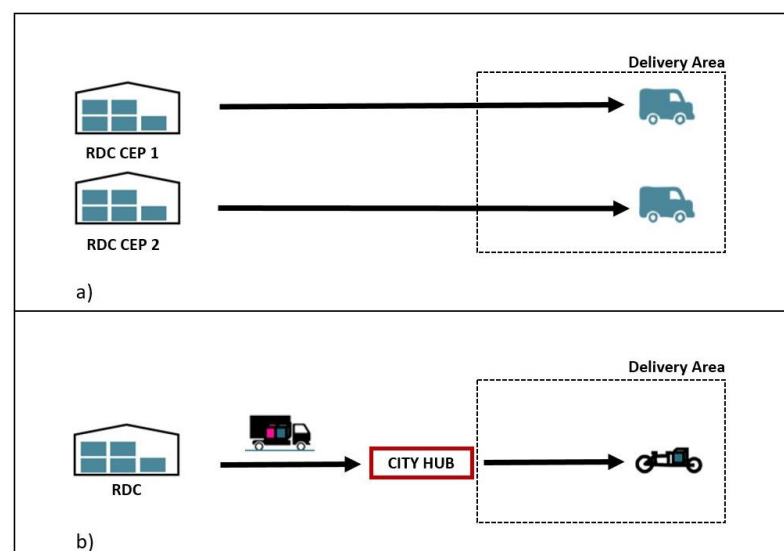 Delivery Area
RDC CEP 1
RDC CEP 2
a)
Delivery Area
CITY HUB
RDC
b)